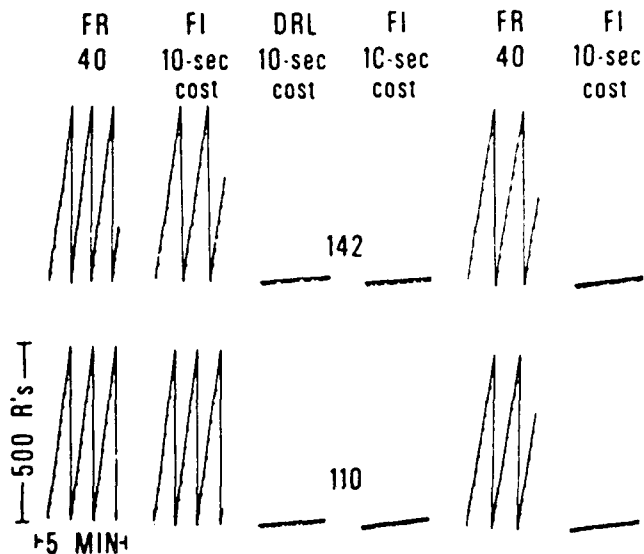 FR FI DRL FI FR FI
40 10-sec 10-sec 1C-sec 40 10-sec
cost cost cost cost
142
500 R's
110
5 MIN